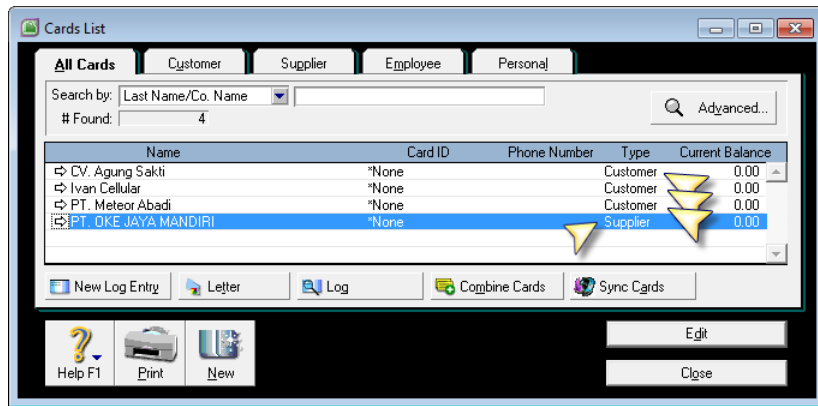 Cards List
All Cards Customer Supplier Employee Personal
Search by: Last Name/Co. Name Advanced...
# Found: 4
Name Card ID Phone Number Type Current Balance
CV. Agung Sakti *None Customer 0.00
Ivan Cellular *None Customer 0.00
PT. Meteor Abadi *None Customer 0.00
PT. OKE JAYA MANDIRI *None Supplier 0.00
New Log Entry Letter Log Combine Cards Sync Cards
Help F1 Print New Edit
Close